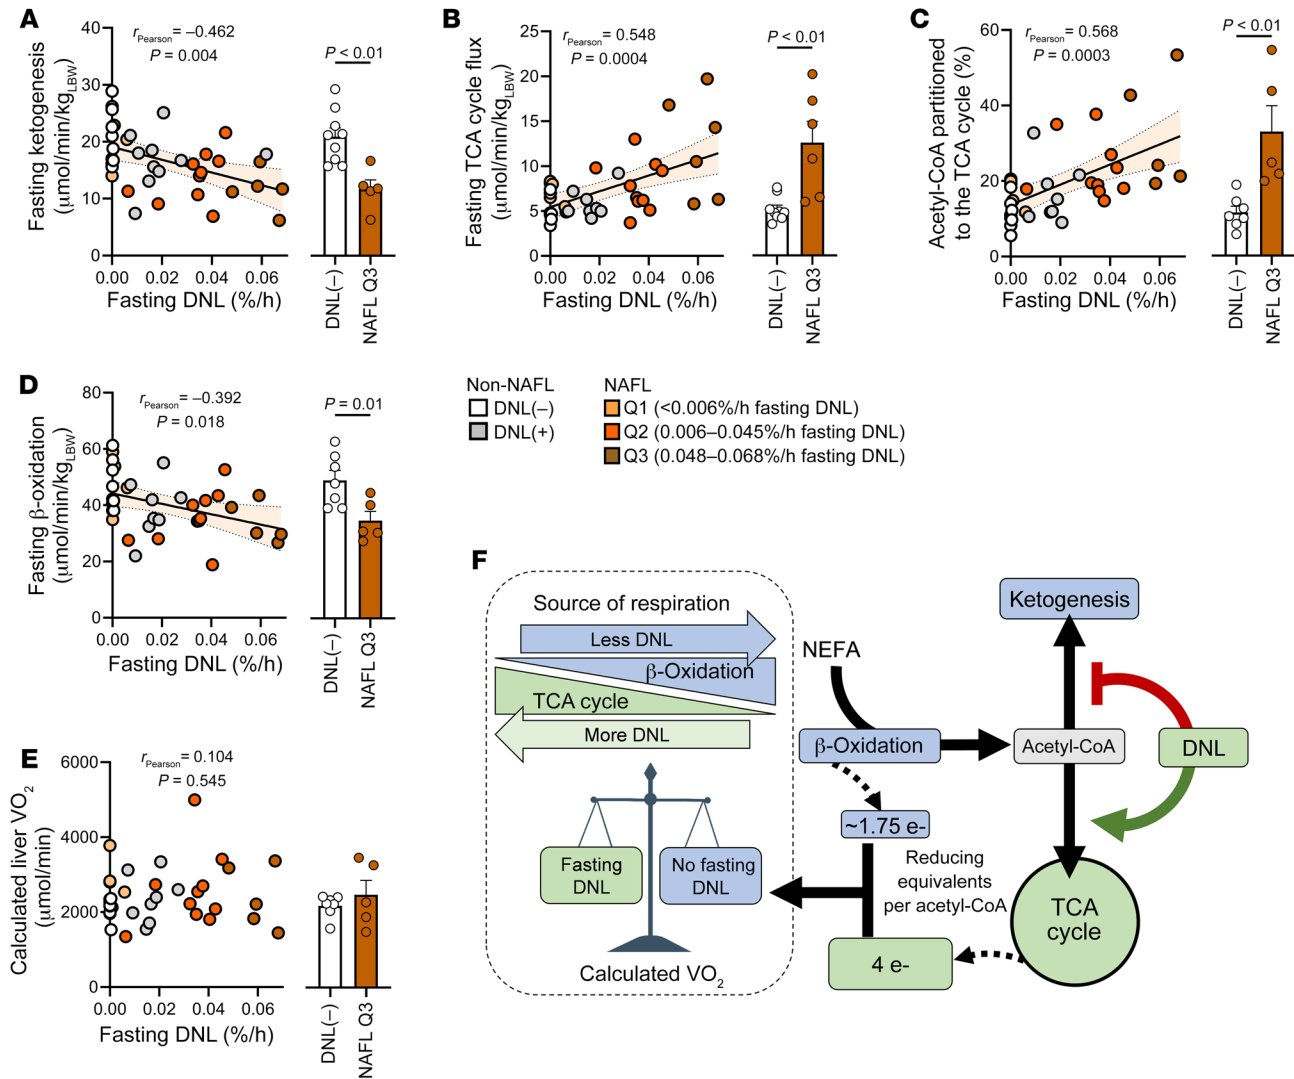 A
Fasting ketogenesis
(μmol/min/kgLBW)
40
30
20
10
0
rPearson= –0.462
P = 0.004
0.00 0.02 0.04 0.06
Fasting DNL (%/h)
P < 0.01
DNL(–)
NAFL Q3
B
Fasting TCA cycle flux
(μmol/min/kgLBW)
25
20
15
10
5
0
rPearson= 0.548
P = 0.0004
0.00 0.02 0.04 0.06
Fasting DNL (%/h)
P < 0.01
DNL(–)
NAFL Q3
C
Acetyl-CoA partitioned
to the TCA cycle (%)
60
40
20
0
rPearson= 0.568
P = 0.0003
0.00 0.02 0.04 0.06
Fasting DNL (%/h)
P < 0.01
DNL(–)
NAFL Q3
D
Fasting β-oxidation
(μmol/min/kgLBW)
80
60
40
20
0
rPearson= –0.392
P = 0.018
0.00 0.02 0.04 0.06
Fasting DNL (%/h)
P = 0.01
DNL(–)
NAFL Q3
Non-NAFL
DNL(–)
DNL(+)
NAFL
Q1 (<0.006%/h fasting DNL)
Q2 (0.006–0.045%/h fasting DNL)
Q3 (0.048–0.068%/h fasting DNL)
E
Calculated liver VO2
(μmol/min)
6000
4000
2000
0
rPearson= 0.104
P = 0.545
0.00 0.02 0.04 0.06
Fasting DNL (%/h)
DNL(–)
NAFL Q3
F
Source of respiration
Less DNL
β-Oxidation
TCA cycle
More DNL
Fasting
DNL
No fasting
DNL
Calculated VO2
NEFA
β-Oxidation
~1.75 e-
Reducing
equivalents
per acetyl-CoA
4 e-
Ketogenesis
Acetyl-CoA
DNL
TCA
cycle